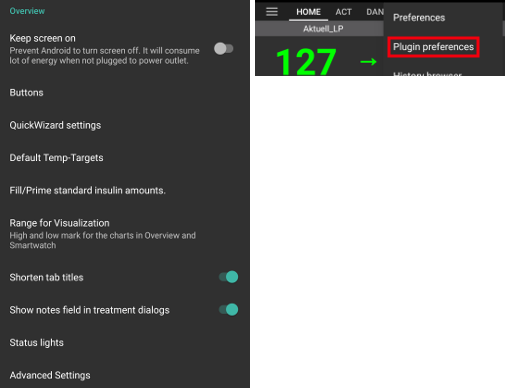 Overview
Keep screen on
Prevent Android to turn screen off. It will consume
lot of energy when not plugged to power outlet.
Buttons
QuickWizard settings
Default Temp-Targets
Fill/Prime standard insulin amounts.
Range for Visualization
High and low mark for the charts in Overview and
Smartwatch
Shorten tab titles
Show notes field in treatment dialogs
Status lights
Advanced Settings
HOME ACT DAN
Preferences
Aktuell_LP
Plugin preferences
127 →
History browser